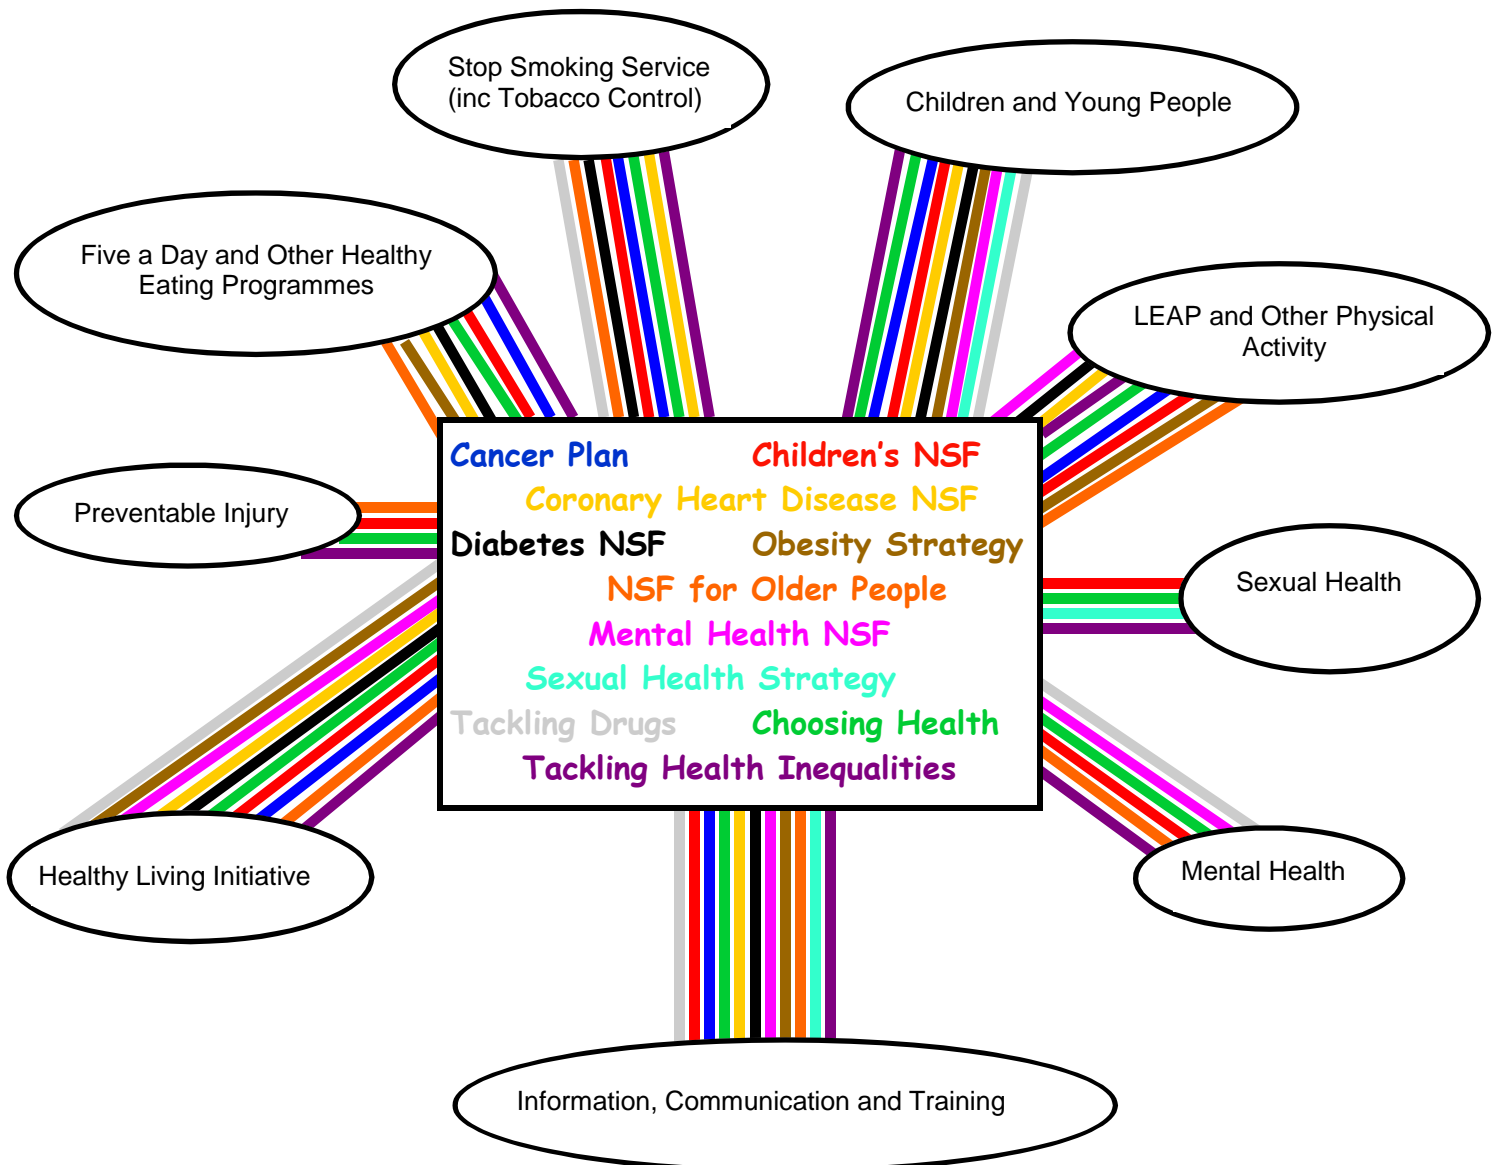 Stop Smoking Service
(inc Tobacco Control)
Children and Young People
Five a Day and Other Healthy
Eating Programmes
LEAP and Other Physical
Activity
Cancer Plan Children's NSF
Coronary Heart Disease NSF
Diabetes NSF Obesity Strategy
NSF for Older People
Mental Health NSF
Sexual Health Strategy
Tackling Drugs Choosing Health
Tackling Health Inequalities
Preventable Injury
Sexual Health
Healthy Living Initiative
Mental Health
Information, Communication and Training